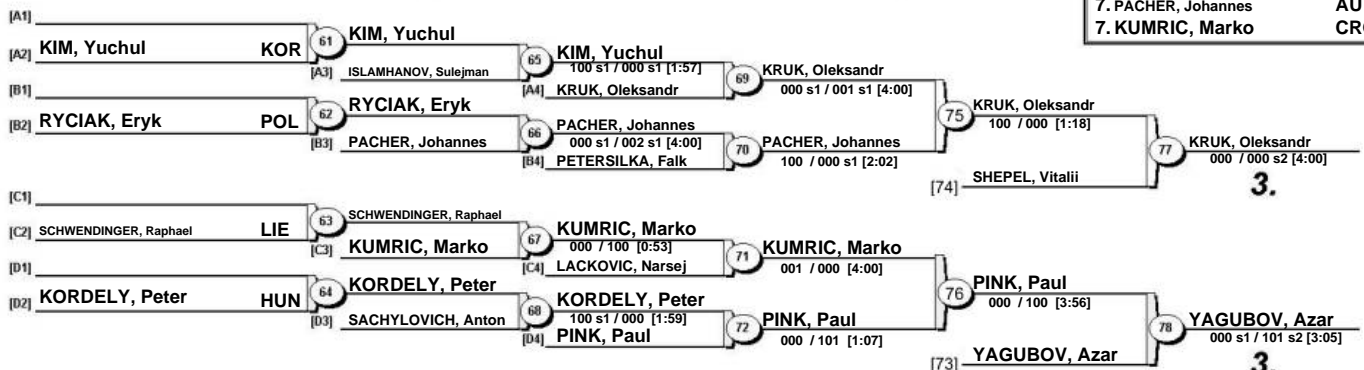 7. PACHER, Johannes AU
7. KUMRIC, Marko CR
[A1]
[A2] KIM, Yuchul KOR
61
KIM, Yuchul
[A3] ISLAMHANOV, Sulejman
65
KIM, Yuchul
100 s1 / 000 s1 [1:57]
[A4] KRUK, Oleksandr
69
KRUK, Oleksandr
000 s1 / 001 s1 [4:00]
[B1]
[B2] RYCIAK, Eryk POL
62
RYCIAK, Eryk
[B3] PACHER, Johannes
66
PACHER, Johannes
000 s1 / 002 s1 [4:00]
[B4] PETERSILKA, Falk
70
PACHER, Johannes
100 / 000 s1 [2:02]
75
KRUK, Oleksandr
100 / 000 [1:18]
[74] SHEPEL, Vitalii
77
KRUK, Oleksandr
000 / 000 s2 [4:00]
3.
[C1]
[C2] SCHWENDINGER, Raphael LIE
63
SCHWENDINGER, Raphael
[C3] KUMRIC, Marko
67
KUMRIC, Marko
000 / 100 [0:53]
[C4] LACKOVIC, Narsej
71
KUMRIC, Marko
001 / 000 [4:00]
[D1]
[D2] KORDELY, Peter HUN
64
KORDELY, Peter
[D3] SACHYLOVICH, Anton
68
KORDELY, Peter
100 s1 / 000 [1:59]
[D4] PINK, Paul
72
PINK, Paul
000 / 101 [1:07]
76
PINK, Paul
000 / 100 [3:56]
[73] YAGUBOV, Azar
78
YAGUBOV, Azar
000 s1 / 101 s2 [3:05]
3.